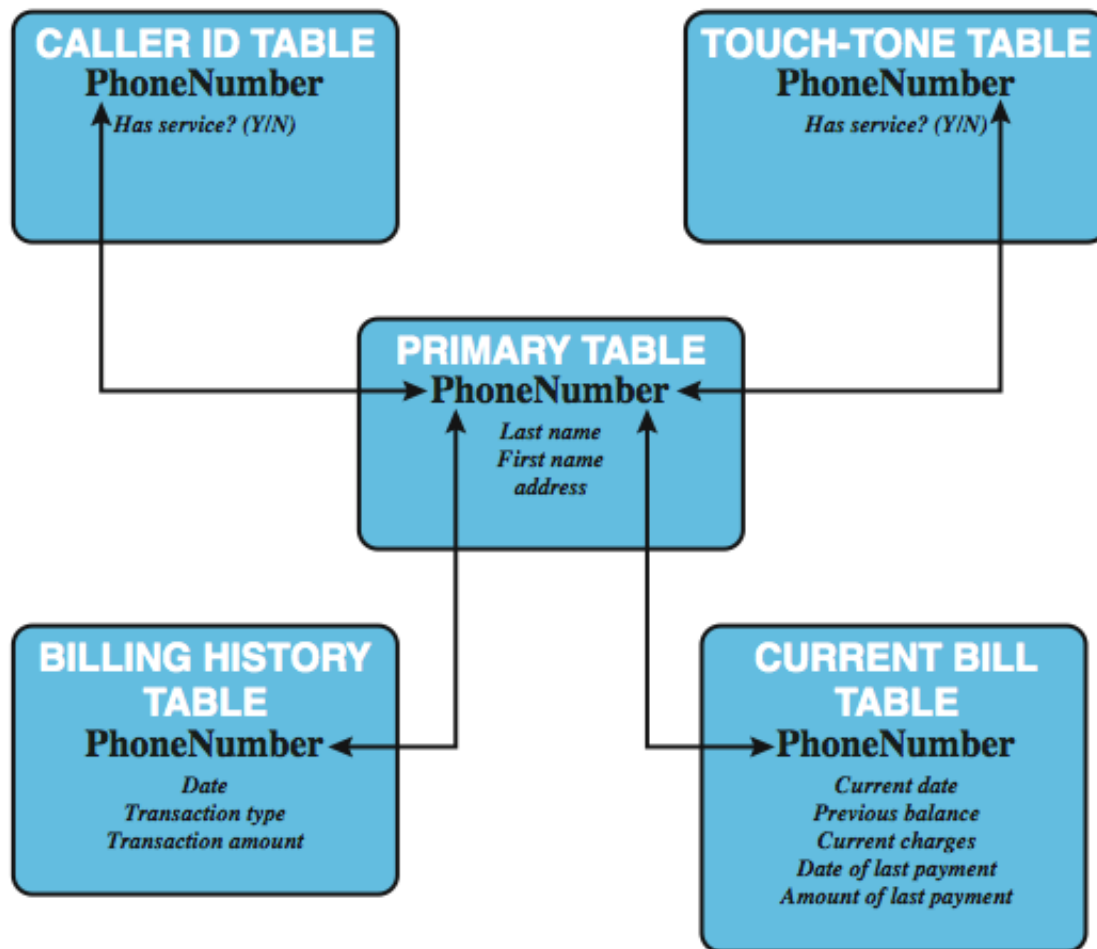 CALLER ID TABLE
PhoneNumber
Has service? (Y/N)
TOUCH-TONE TABLE
PhoneNumber
Has service? (Y/N)
PRIMARY TABLE
PhoneNumber
Last name
First name
address
BILLING HISTORY
TABLE
PhoneNumber
Date
Transaction type
Transaction amount
CURRENT BILL
TABLE
PhoneNumber
Current date
Previous balance
Current charges
Date of last payment
Amount of last payment